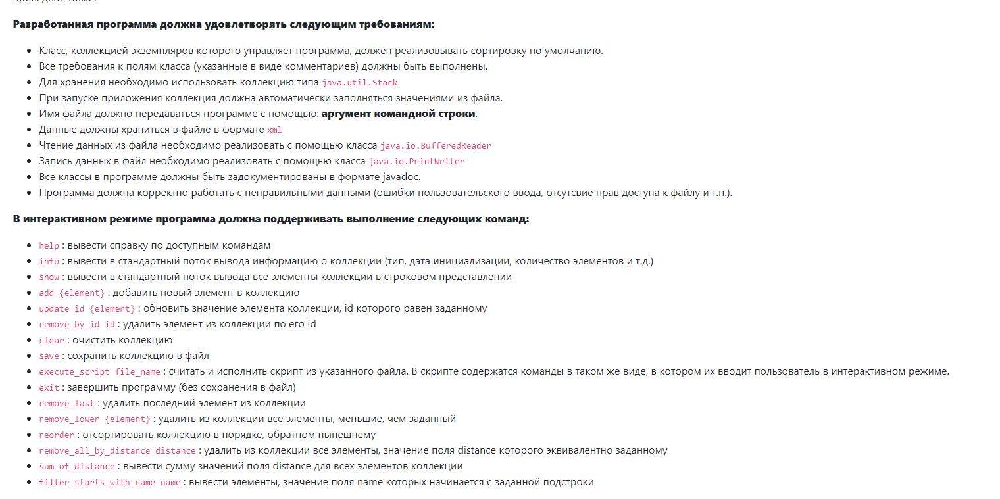 приведено ниже.
Разработанная программа должна удовлетворять следующим требованиям:
Класс, коллекцией экземпляров которого управляет программа, должен реализовывать сортировку по умолчанию.
Все требования к полям класса (указанные в виде комментариев) должны быть выполнены.
Для хранения необходимо использовать коллекцию типа java.util.Stack
При запуске приложения коллекция должна автоматически заполняться значениями из файла.
Имя файла должно передаваться программе с помощью: аргумент командной строки.
Данные должны храниться в файле в формате xml
Чтение данных из файла необходимо реализовать с помощью класса java.io.BufferedReader
Запись данных в файл необходимо реализовать с помощью класса java.io.PrintWriter
Все классы в программе должны быть задокументированы в формате javadoc.
Программа должна корректно работать с неправильными данными (ошибки пользовательского ввода, отсутсвие прав доступа к файлу и т.п.).
В интерактивном режиме программа должна поддерживать выполнение следующих команд:
help : вывести справку по доступным командам
info : вывести в стандартный поток вывода информацию о коллекции (тип, дата инициализации, количество элементов и т.д.)
show : вывести в стандартный поток вывода все элементы коллекции в строковом представлении
add {element} : добавить новый элемент в коллекцию
update id {element} : обновить значение элемента коллекции, id которого равен заданному
remove_by_id id : удалить элемент из коллекции по его id
clear : очистить коллекцию
save : сохранить коллекцию в файл
execute_script file_name : считать и исполнить скрипт из указанного файла. В скрипте содержатся команды в таком же виде, в котором их вводит пользователь в интерактивном режиме.
exit : завершить программу (без сохранения в файл)
remove_last : удалить последний элемент из коллекции
remove_lower {element} : удалить из коллекции все элементы, меньшие, чем заданный
reorder : отсортировать коллекцию в порядке, обратном нынешнему
remove_all_by_distance distance : удалить из коллекции все элементы, значение поля distance которого эквивалентно заданному
sum_of_distance : вывести сумму значений поля distance для всех элементов коллекции
filter_starts_with_name name : вывести элементы, значение поля name которых начинается с заданной подстроки